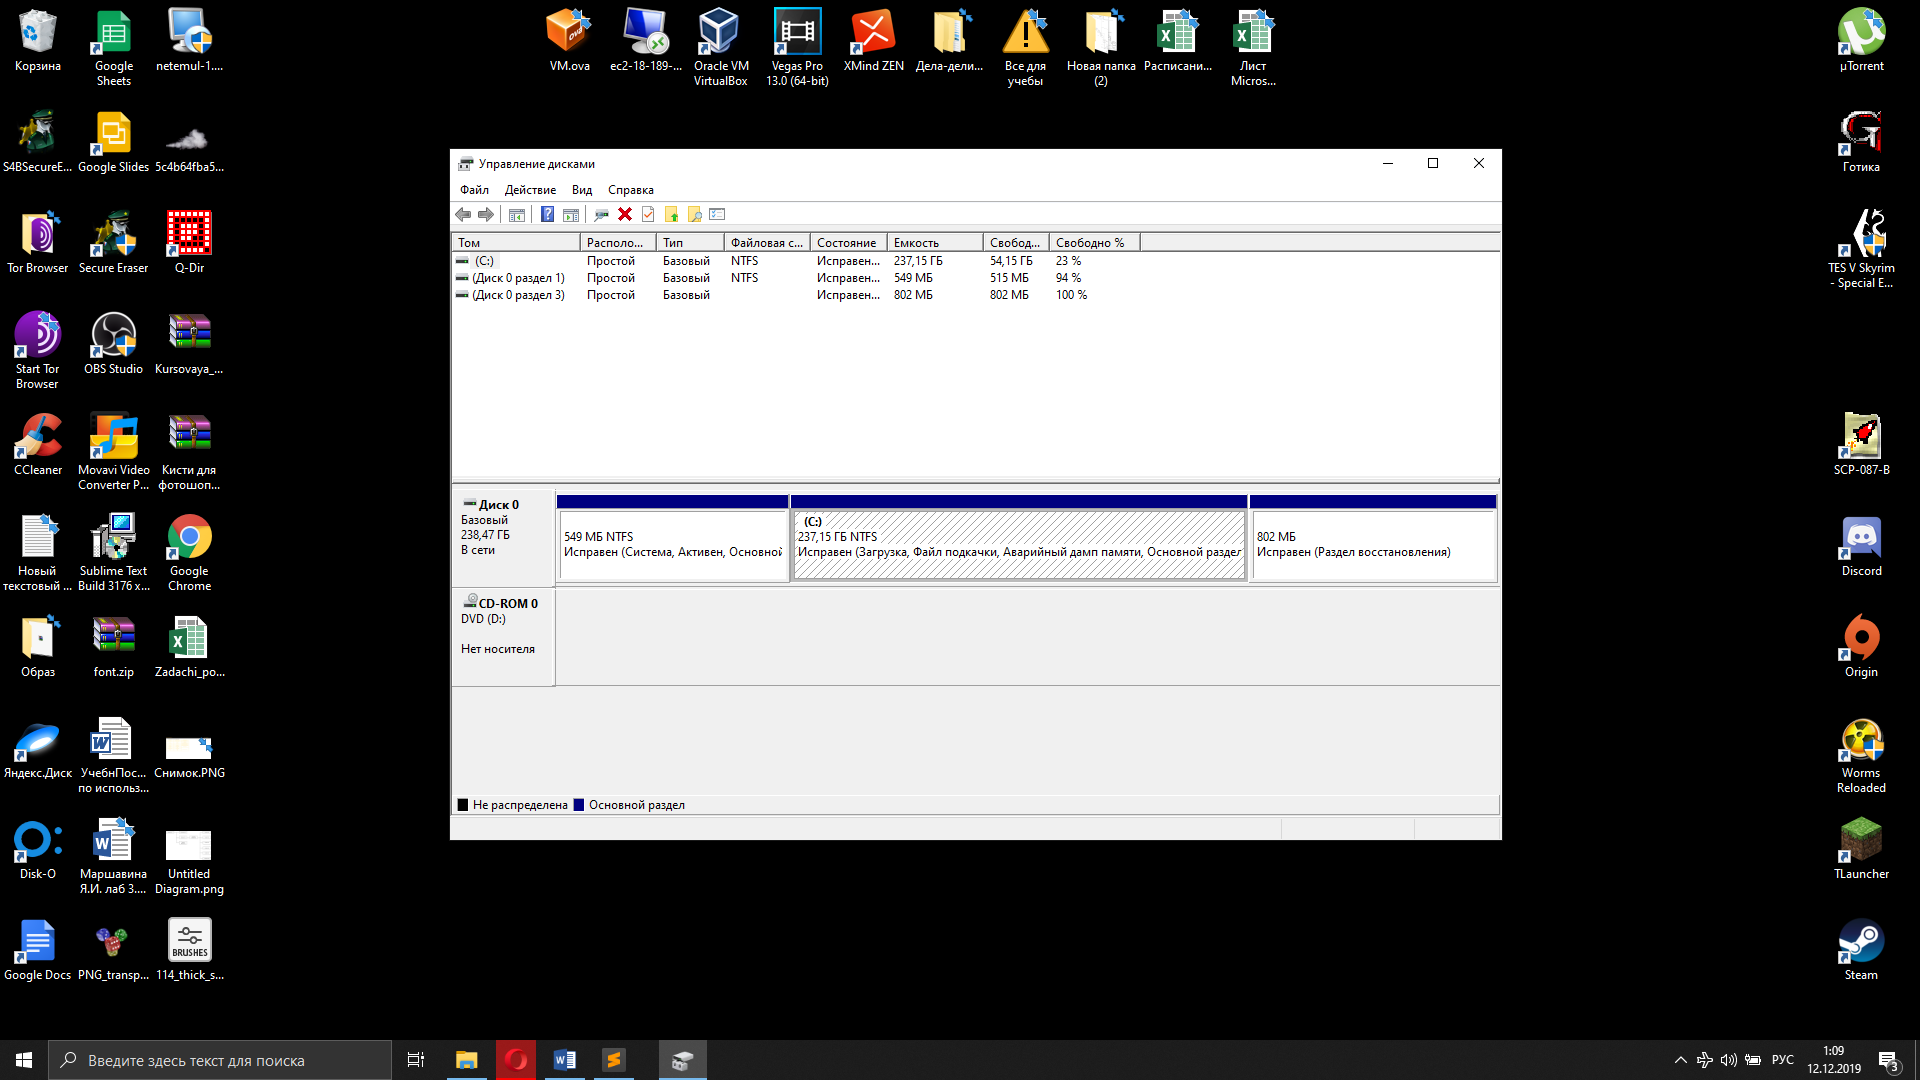 Корзина
Google
Sheets
netemul-1....
S4BSecureE...
Google Slides
5c4b64fba5...
Tor Browser
Secure Eraser
Q-Dir
Start Tor
Browser
OBS Studio
Kursovaya_...
CCleaner
Movavi Video
Converter P...
Кисти для
фотошоп...
Новый
текстовый ...
Sublime Text
Build 3176 x...
Google
Chrome
Образ
font.zip
Zadachi_po...
Яндекс.Диск
УчебнПос...
по использ...
Снимок.PNG
Disk-O
Маршавина
Я.И. лаб 3....
Untitled
Diagram.png
Google Docs
PNG_transp...
BRUSHES
114_thick_s...
ova
VM.ova
ec2-18-189-...
Oracle VM
VirtualBox
Vegas Pro
13.0 (64-bit)
XMind ZEN
Дела-дели...
Все для
учебы
Новая папка
(2)
Расписани...
Лист
Micros...
Управление дисками
Файл Действие Вид Справка
Том Располо... Тип Файловая с... Состояние Емкость Свобод... Свободно %
(C:) Простой Базовый NTFS Исправен... 237,15 ГБ 54,15 ГБ 23 %
(Диск 0 раздел 1) Простой Базовый NTFS Исправен... 549 МБ 515 МБ 94 %
(Диск 0 раздел 3) Простой Базовый Исправен... 802 МБ 802 МБ 100 %
Диск 0
Базовый
238,47 ГБ
В сети
549 МБ NTFS
Исправен (Система, Активен, Основной
(C:)
237,15 ГБ NTFS
Исправен (Загрузка, Файл подкачки, Аварийный дамп памяти, Основной раздел
802 МБ
Исправен (Раздел восстановления)
CD-ROM 0
DVD (D:)
Нет носителя
Не распределена Основной раздел
µTorrent
Готика
TES V Skyrim
- Special E...
SCP-087-B
Discord
Origin
Worms
Reloaded
TLauncher
Steam
Введите здесь текст для поиска
РУС
1:09
12.12.2019
3